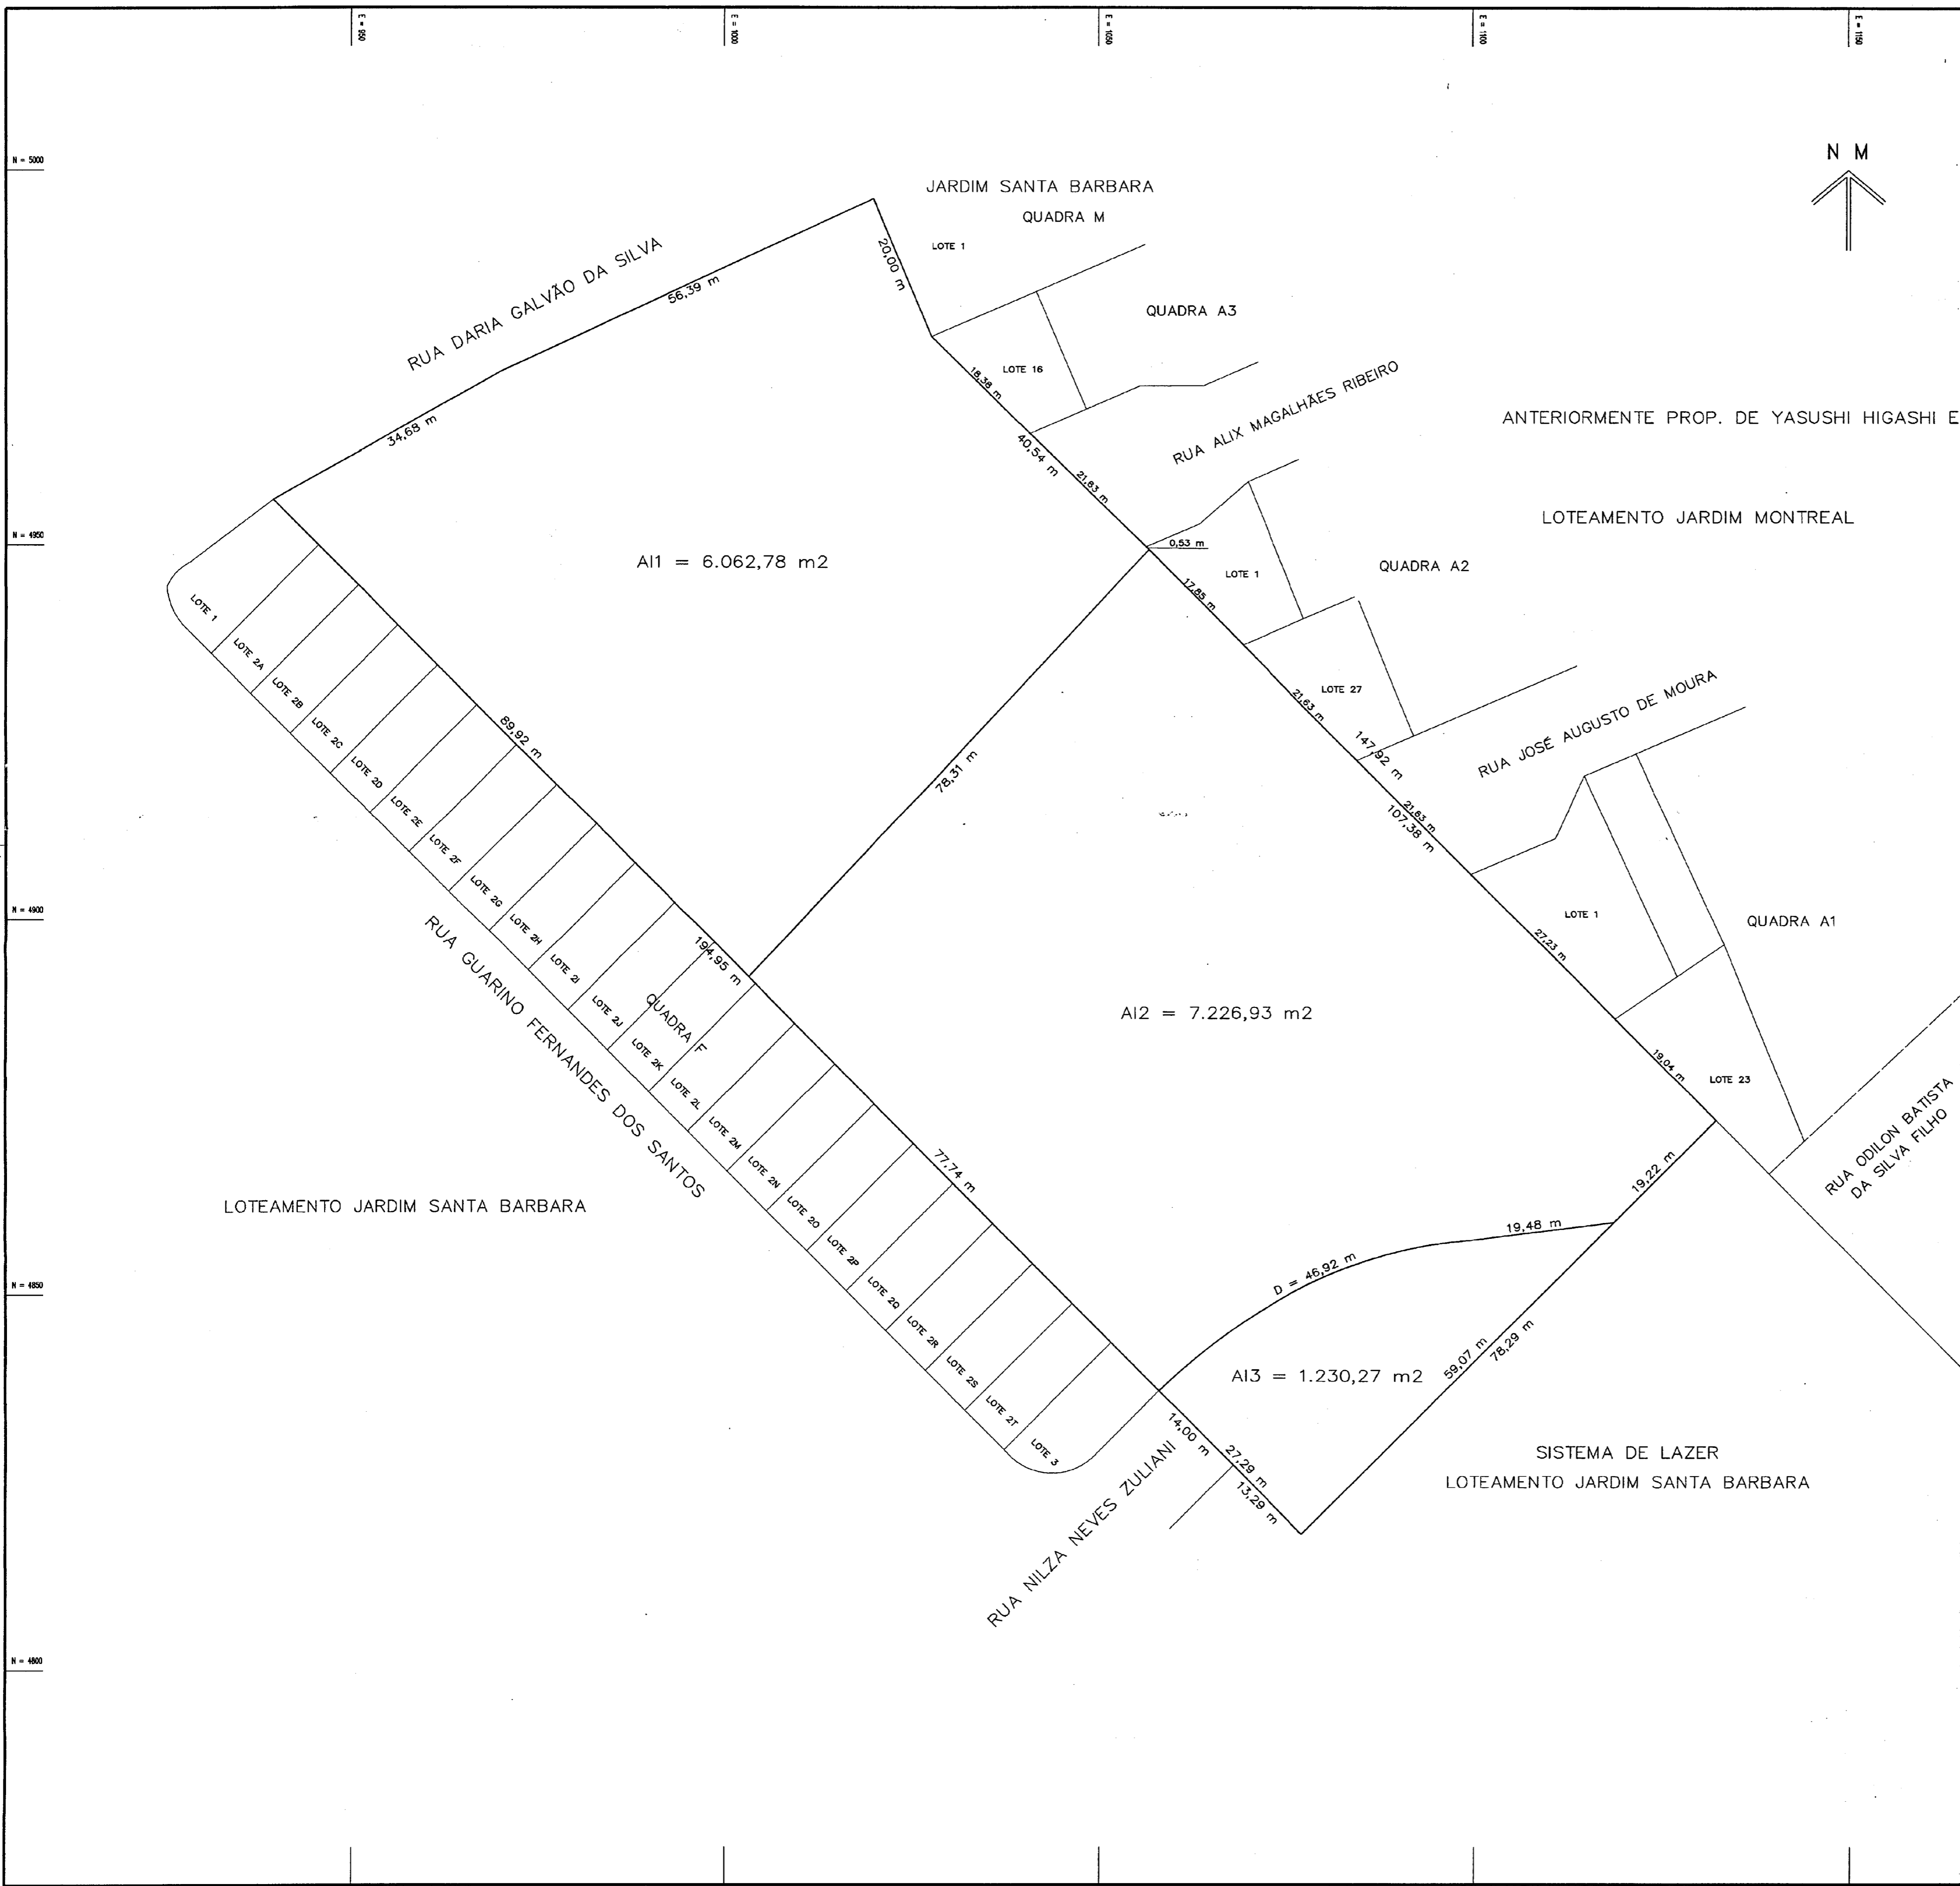 E = 950
E = 1000
E = 1050
E = 1100
E = 1150
N = 5000
N = 4950
N = 4900
N = 4850
N = 4800
N M
JARDIM SANTA BARBARA
QUADRA M
LOTE 1
RUA DARIA GALVÃO DA SILVA
56,39 m
34,68 m
20,00 m
QUADRA A3
LOTE 16
18,38 m
40,54 m
21,63 m
RUA ALIX MAGALHÃES RIBEIRO
ANTERIORMENTE PROP. DE YASUSHI HIGASHI E
LOTEAMENTO JARDIM MONTREAL
AI1 = 6.062,78 m2
0,53 m
LOTE 1
QUADRA A2
17,85 m
LOTE 27
21,63 m
147,92 m
RUA JOSÉ AUGUSTO DE MOURA
21,63 m
107,38 m
LOTE 1
QUADRA A1
27,23 m
19,04 m
LOTE 23
RUA ODILON BATISTA
DA SILVA FILHO
78,31 m
89,92 m
194,95 m
77,74 m
LOTE 1
LOTE 2A
LOTE 2B
LOTE 2C
LOTE 2D
LOTE 2E
LOTE 2F
LOTE 2G
LOTE 2H
LOTE 2I
LOTE 2J
LOTE 2K
LOTE 2L
LOTE 2M
LOTE 2N
LOTE 2O
LOTE 2P
LOTE 2Q
LOTE 2R
LOTE 2S
LOTE 2T
LOTE 3
QUADRA F
RUA GUARINO FERNANDES DOS SANTOS
LOTEAMENTO JARDIM SANTA BARBARA
AI2 = 7.226,93 m2
19,22 m
19,48 m
D = 46,92 m
59,07 m
78,29 m
AI3 = 1.230,27 m2
14,00 m
27,29 m
13,29 m
RUA NILZA NEVES ZULIANI
SISTEMA DE LAZER
LOTEAMENTO JARDIM SANTA BARBARA